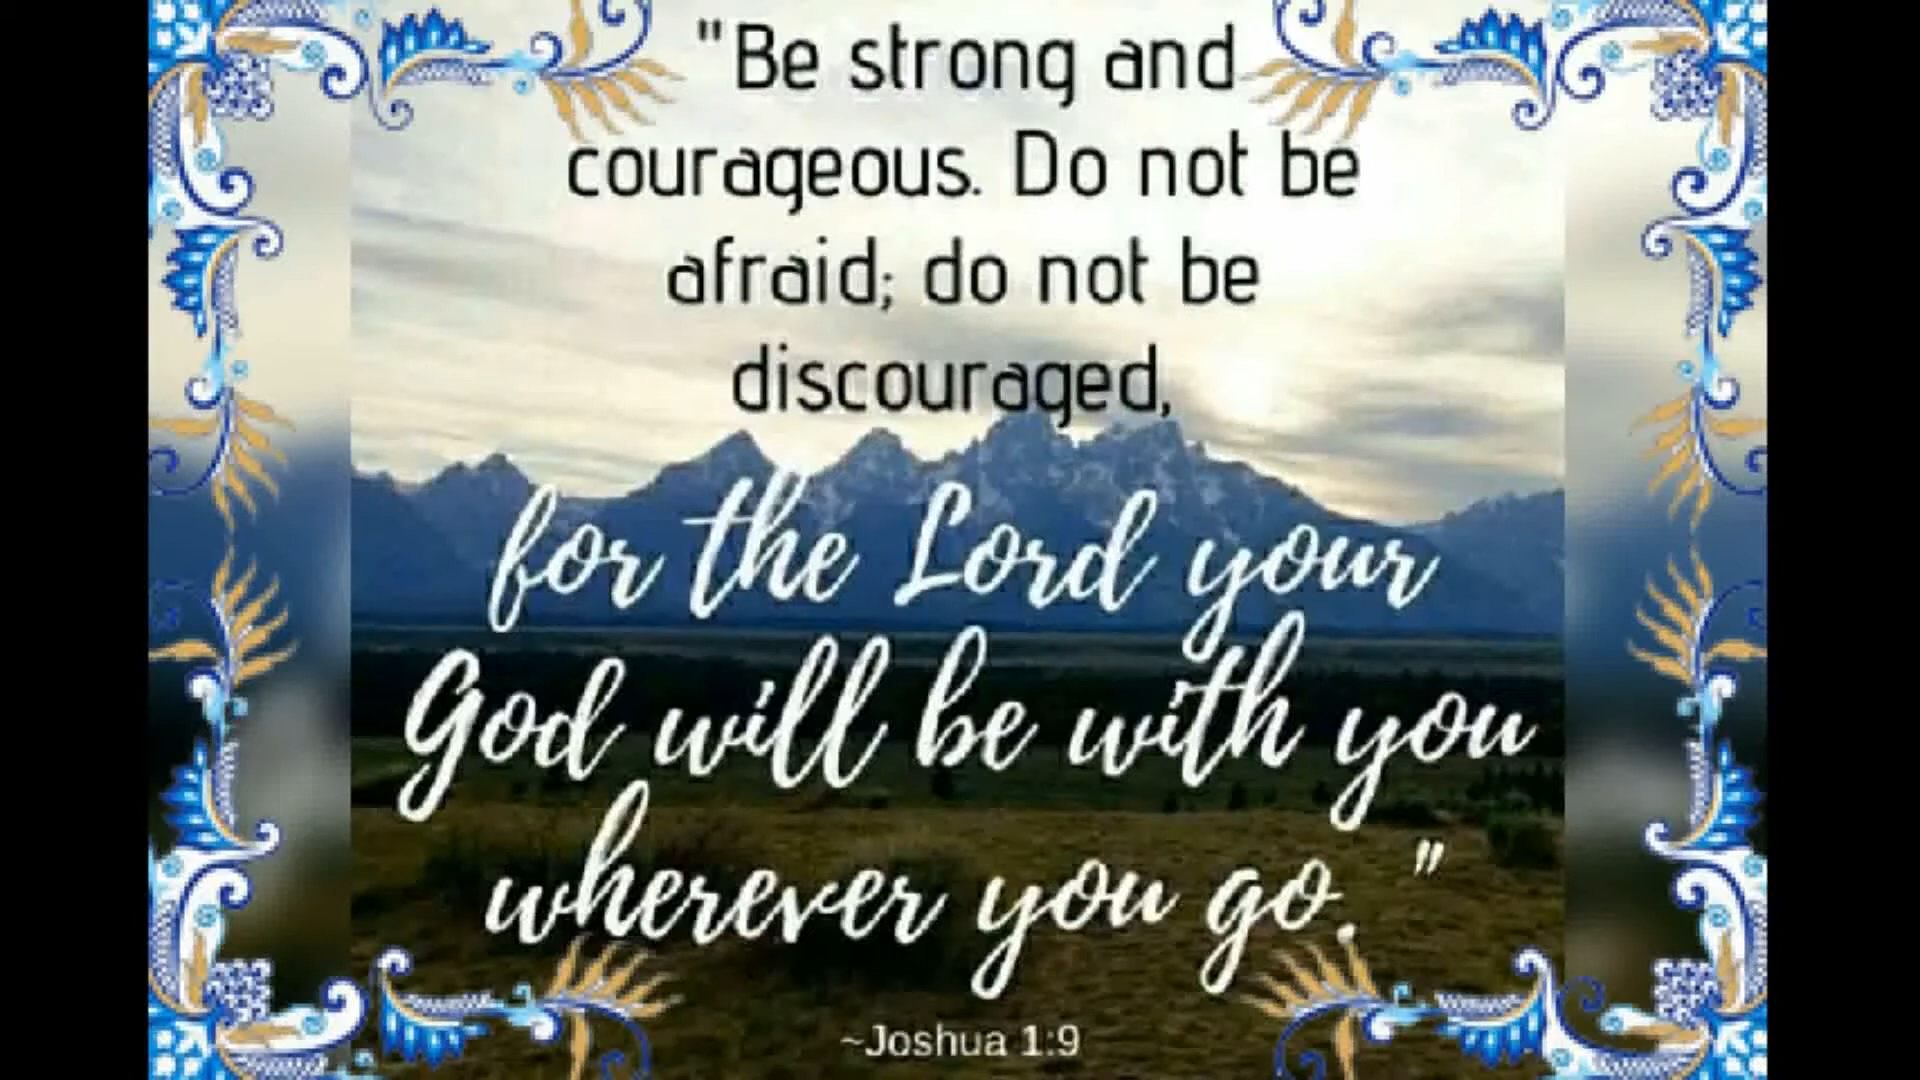 "Be strong and
courageous. Do not be
afraid; do not be
discouraged,
for the Lord your
God will be with you
wherever you go."
~Joshua 1:9